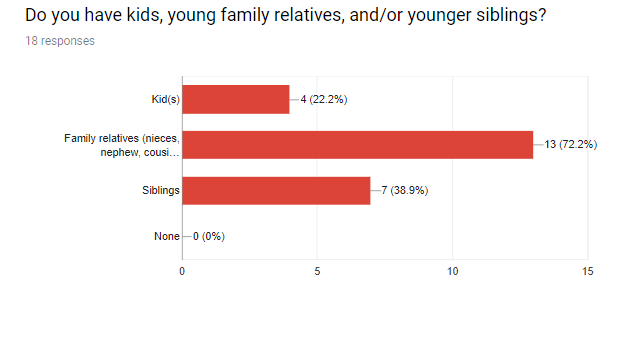 Do you have kids, young family relatives, and/or younger siblings?
18 responses
Kid(s)
4 (22.2%)
Family relatives (nieces,
nephew, cousi...
13 (72.2%)
Siblings
7 (38.9%)
None
0 (0%)
0
5
10
15